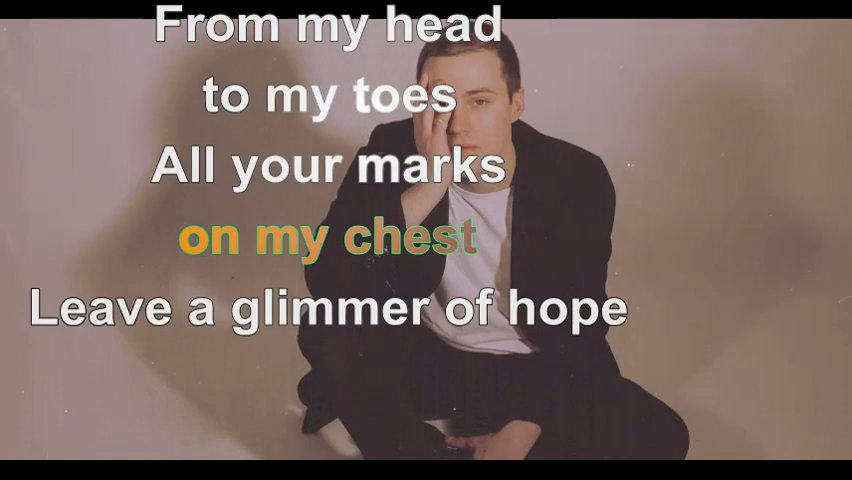 From my head
to my toes
All your marks
on my chest
Leave a glimmer of hope